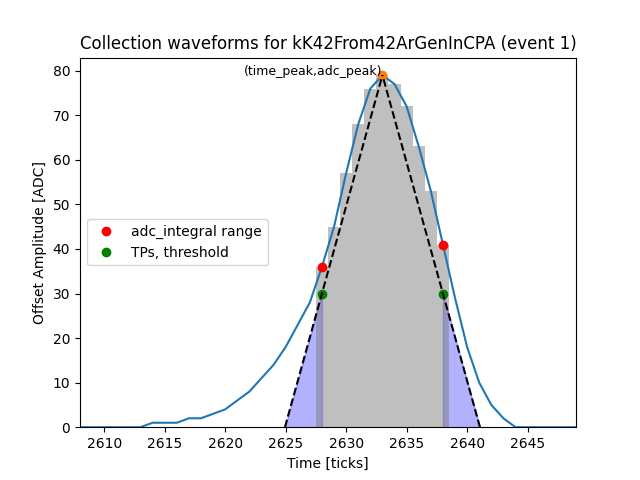 Collection waveforms for kK42From42ArGenInCPA (event 1)
(time_peak,adc_peak)
Offset Amplitude [ADC]
80
70
60
50
40
30
20
10
0
adc_integral range
TPs, threshold
2610 2615 2620 2625 2630 2635 2640 2645
Time [ticks]